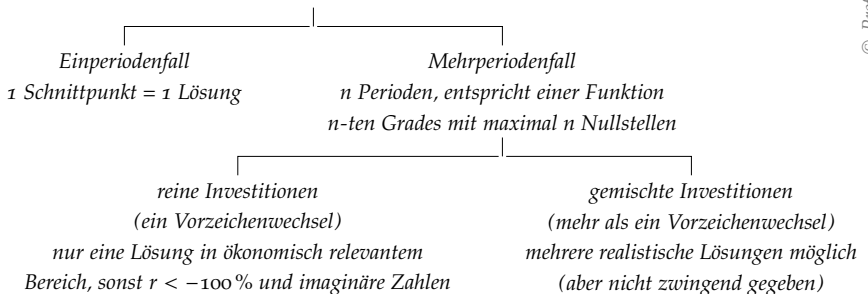 Einperiodenfall
1 Schnittpunkt = 1 Lösung
Mehrperiodenfall
n Perioden, entspricht einer Funktion
n-ten Grades mit maximal n Nullstellen
reine Investitionen
(ein Vorzeichenwechsel)
nur eine Lösung in ökonomisch relevantem
Bereich, sonst r < −100 % und imaginäre Zahlen
gemischte Investitionen
(mehr als ein Vorzeichenwechsel)
mehrere realistische Lösungen möglich
(aber nicht zwingend gegeben)